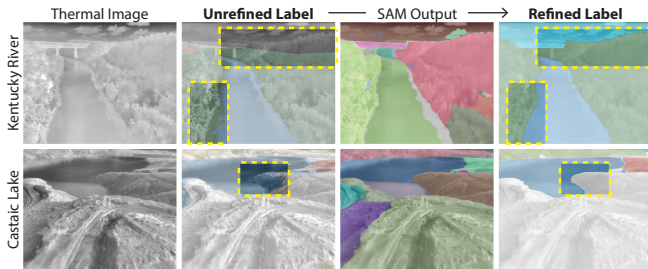 Thermal Image Unrefined Label SAM Output Refined Label
Kentucky River
Castaic Lake